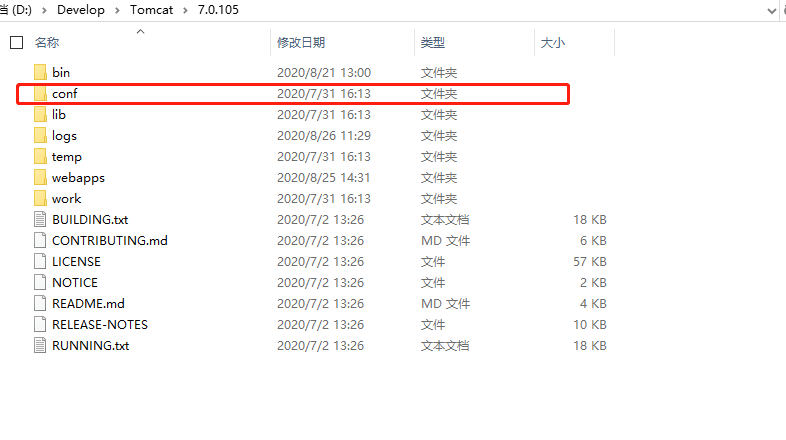 档 (D:) > Develop > Tomcat > 7.0.105
名称 修改日期 类型 大小
bin 2020/8/21 13:00 文件夹
conf 2020/7/31 16:13 文件夹
lib 2020/7/31 16:13 文件夹
logs 2020/8/26 11:29 文件夹
temp 2020/7/31 16:13 文件夹
webapps 2020/8/25 14:31 文件夹
work 2020/7/31 16:13 文件夹
BUILDING.txt 2020/7/2 13:26 文本文档 18 KB
CONTRIBUTING.md 2020/7/2 13:26 MD 文件 6 KB
LICENSE 2020/7/2 13:26 文件 57 KB
NOTICE 2020/7/2 13:26 文件 2 KB
README.md 2020/7/2 13:26 MD 文件 4 KB
RELEASE-NOTES 2020/7/2 13:26 文件 10 KB
RUNNING.txt 2020/7/2 13:26 文本文档 18 KB